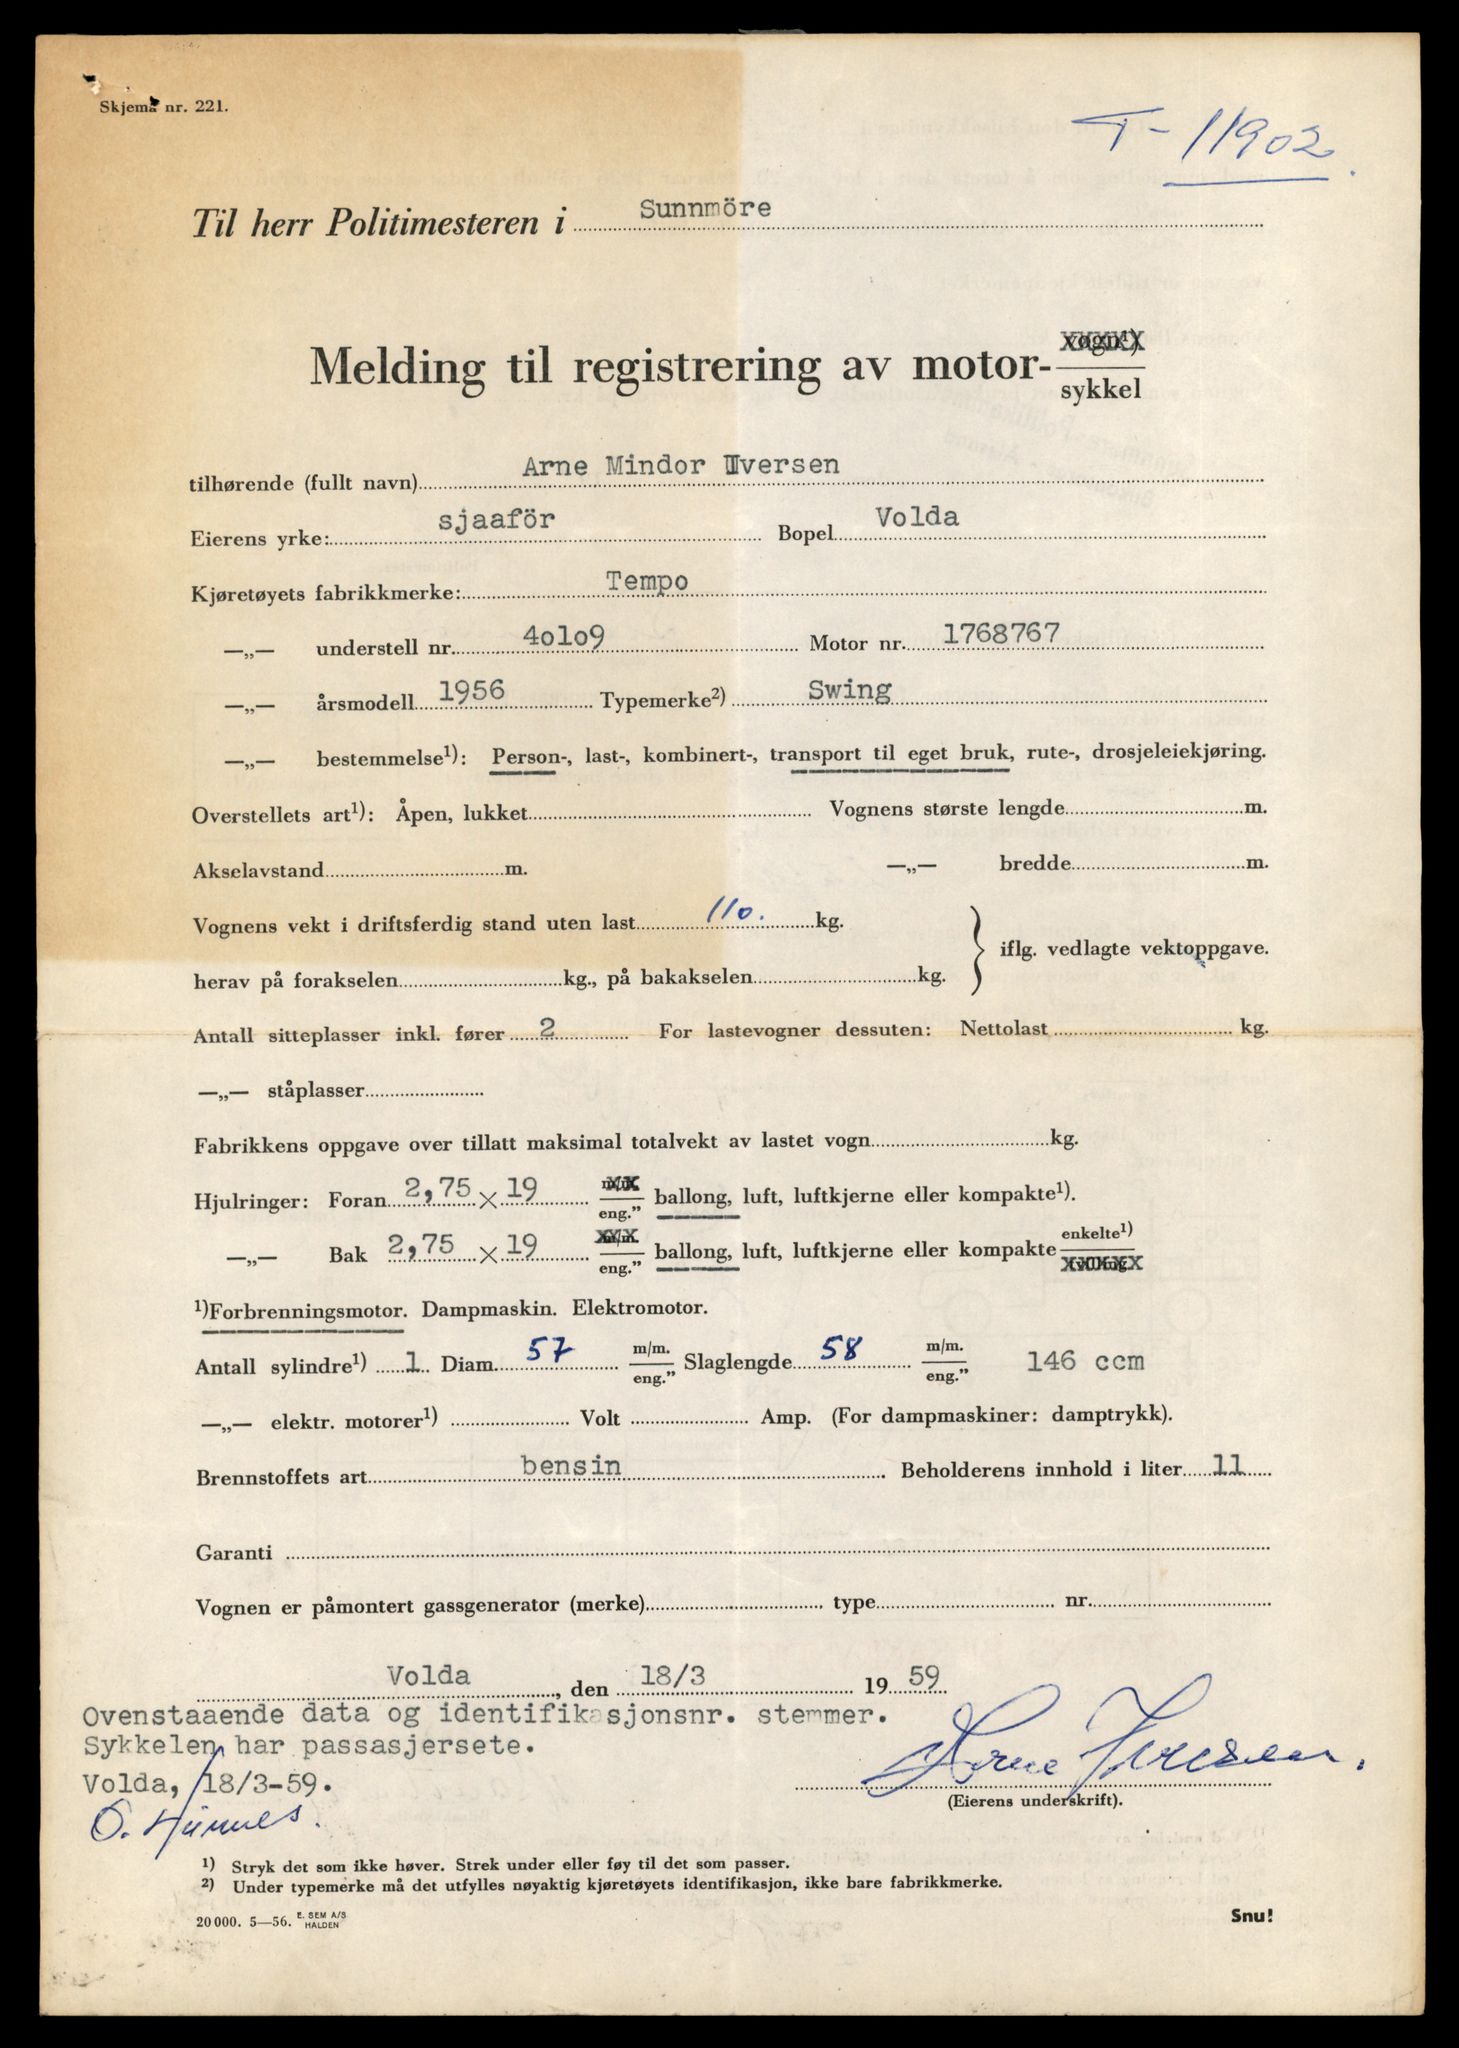 Skjema nr. 221.
T-11902.
Til herr Politimesteren i Sunnmöre
Melding til registrering av motor-vogn¹)/sykkel
tilhørende (fullt navn) Arne Mindor Iversen
Eierens yrke: sjaaför Bopel Volda
Kjøretøyets fabrikkmerke: Tempo
—„— understell nr. 4olo9 Motor nr. 1768767
—„— årsmodell 1956 Typemerke²) Swing
—„— bestemmelse¹): Person-, last-, kombinert-, transport til eget bruk, rute-, drosjeleiekjøring.
Overstellets art¹): Åpen, lukket Vognens største lengde m.
Akselavstand m. —„— bredde m.
Vognens vekt i driftsferdig stand uten last 110. kg.
herav på forakselen kg., på bakakselen kg. } iflg. vedlagte vektoppgave.
Antall sitteplasser inkl. fører 2 For lastevogner dessuten: Nettolast kg.
—„— ståplasser
Fabrikkens oppgave over tillatt maksimal totalvekt av lastet vogn kg.
Hjulringer: Foran 2,75 × 19 m/m./eng." ballong, luft, luftkjerne eller kompakte¹).
—„— Bak 2,75 × 19 m/m./eng." ballong, luft, luftkjerne eller kompakte enkelte¹)/tvilling
¹)Forbrenningsmotor. Dampmaskin. Elektromotor.
Antall sylindre¹) 1 Diam. 57 m/m./eng." Slaglengde 58 m/m./eng." 146 ccm
—„— elektr. motorer¹) Volt Amp. (For dampmaskiner: damptrykk).
Brennstoffets art bensin Beholderens innhold i liter 11
Garanti
Vognen er påmontert gassgenerator (merke) type nr.
Volda, den 18/3 19 59
Ovenstaaende data og identifikasjonsnr. stemmer.
Sykkelen har passasjersete.
Volda, 18/3-59.
Arne Iversen.
(Eierens underskrift).
¹) Stryk det som ikke høver. Strek under eller føy til det som passer.
²) Under typemerke må det utfylles nøyaktig kjøretøyets identifikasjon, ikke bare fabrikkmerke.
20 000. 5—56. E. SEM A/S HALDEN
Snu!